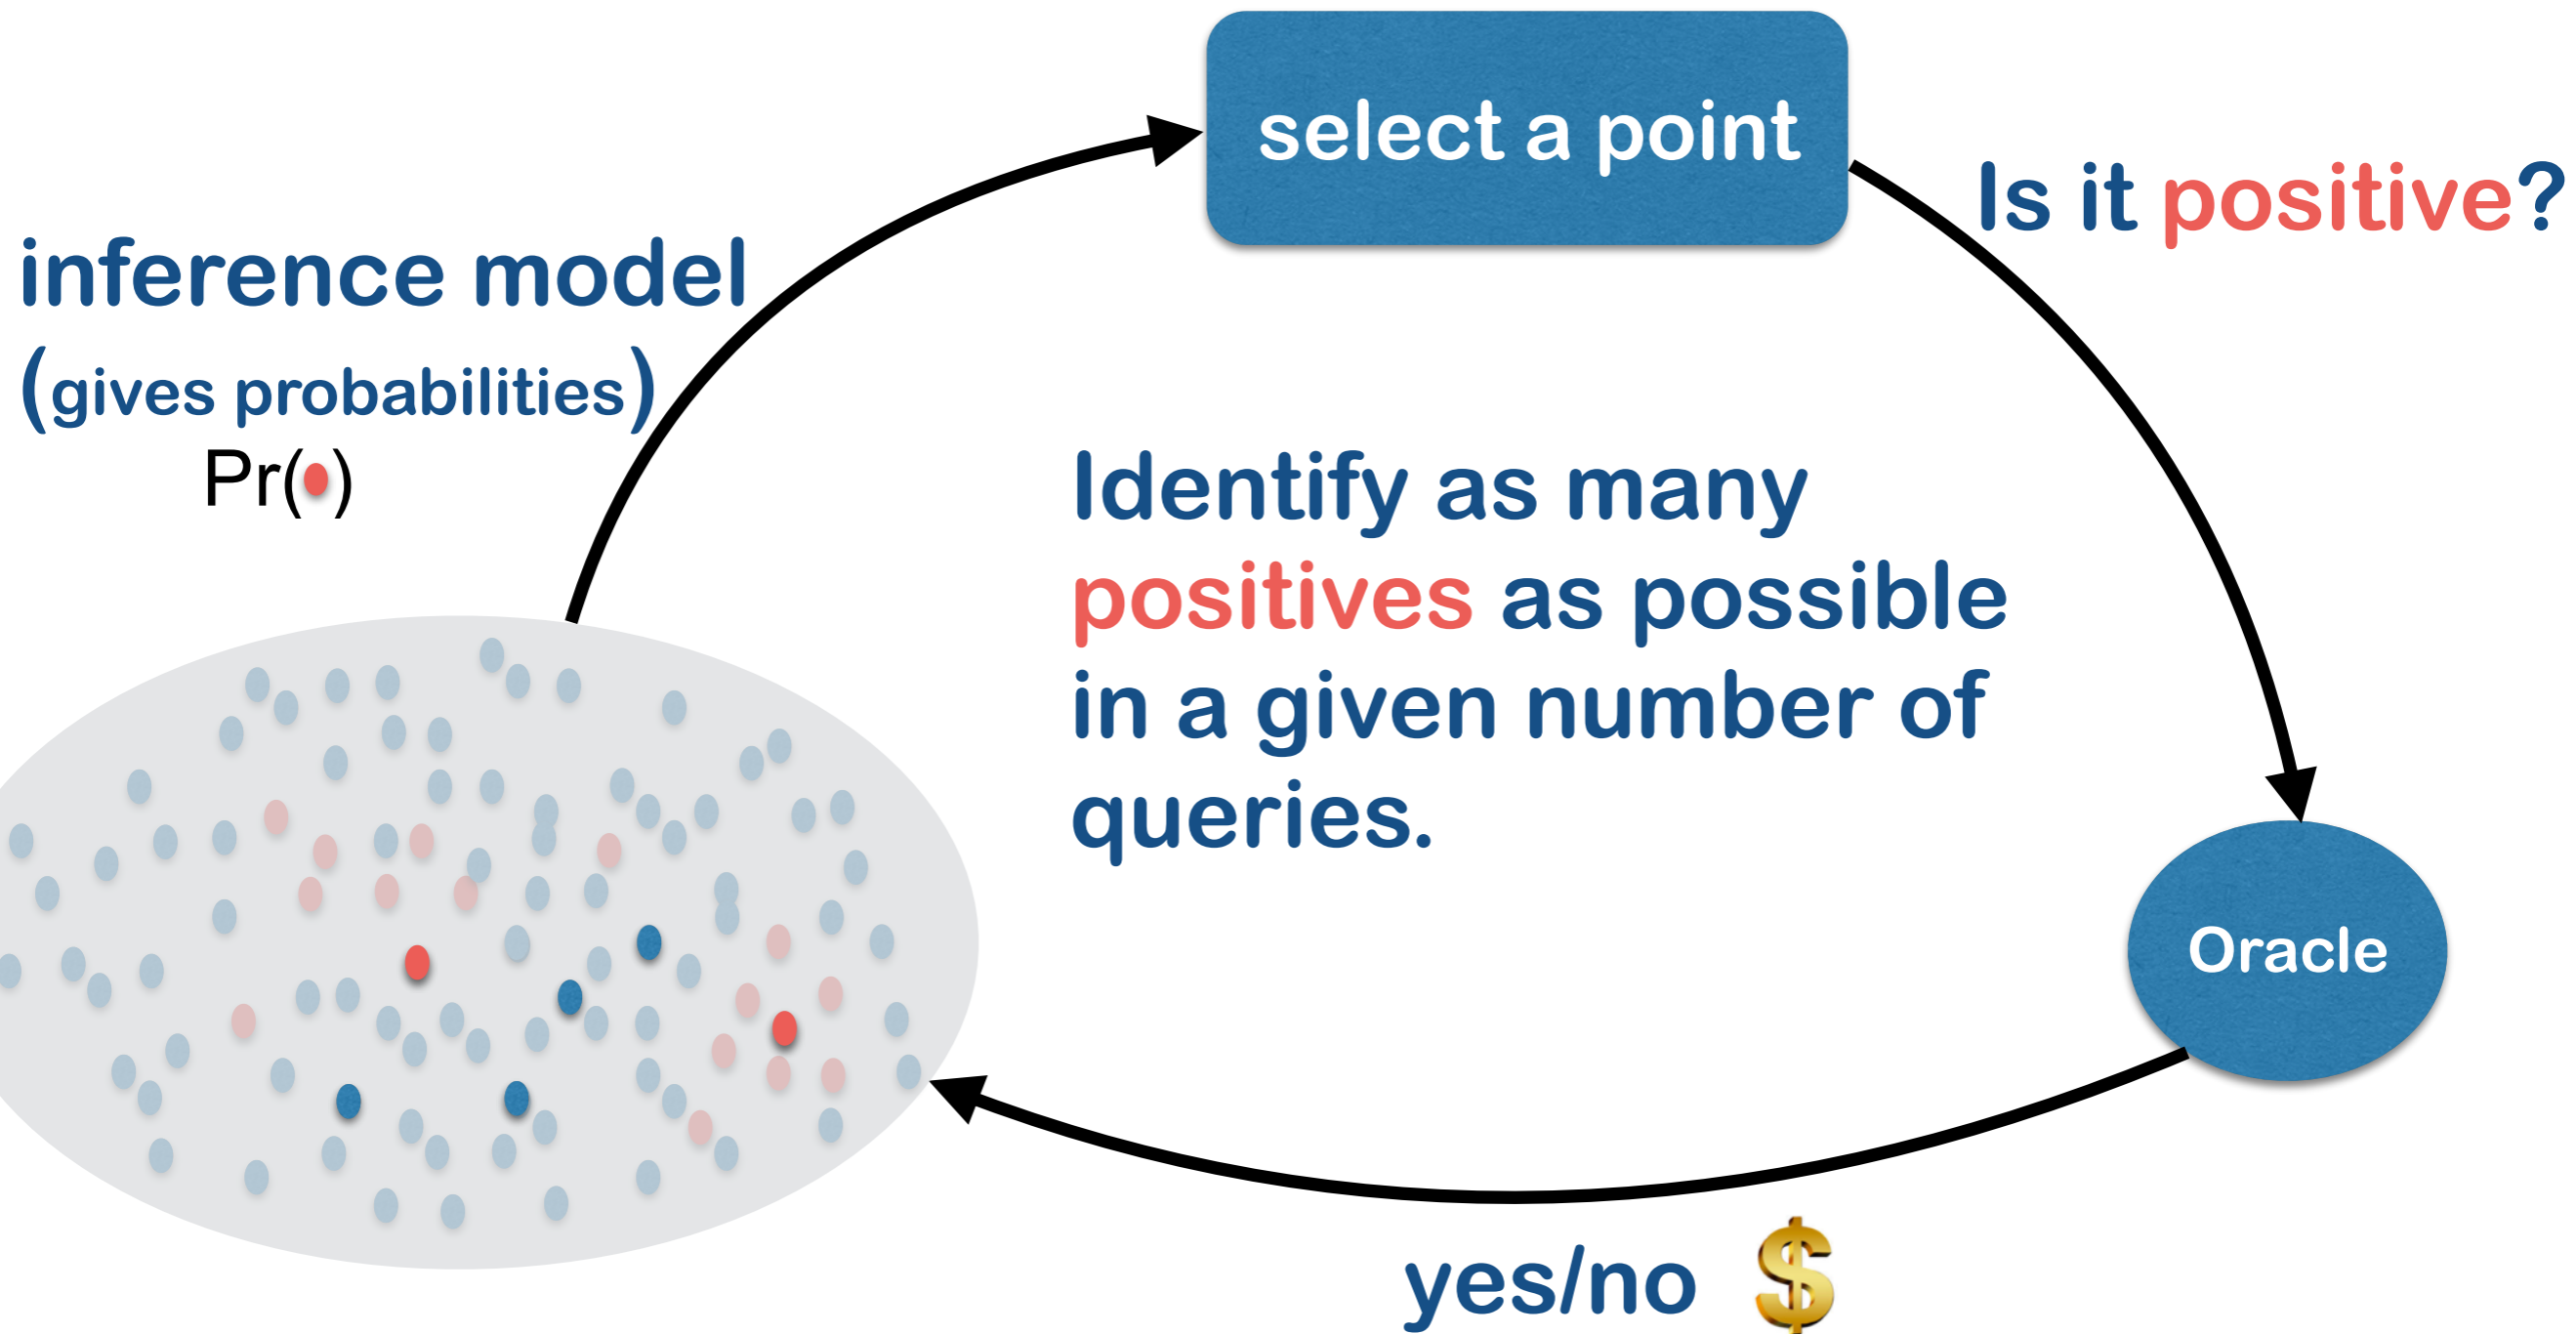 select a point
Is it positive?
inference model
(gives probabilities)
Pr( )
Identify as many
positives as possible
in a given number of
queries.
Oracle
yes/no $